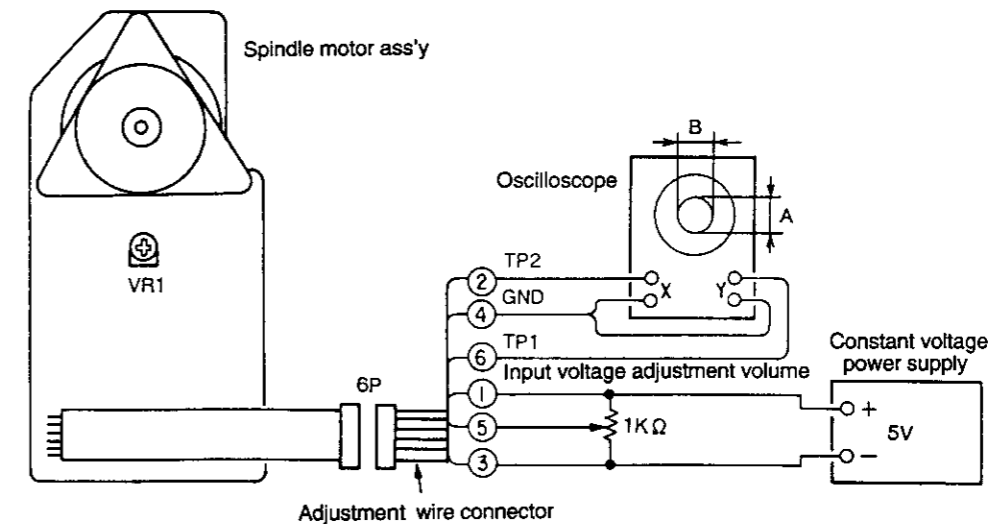 Spindle motor ass'y
B
Oscilloscope
A
VR1
TP2
2
X
Y
GND
4
TP1
6
Constant voltage
power supply
Input voltage adjustment volume
6P
1
+
5
1KΩ
5V
3
−
Adjustment wire connector